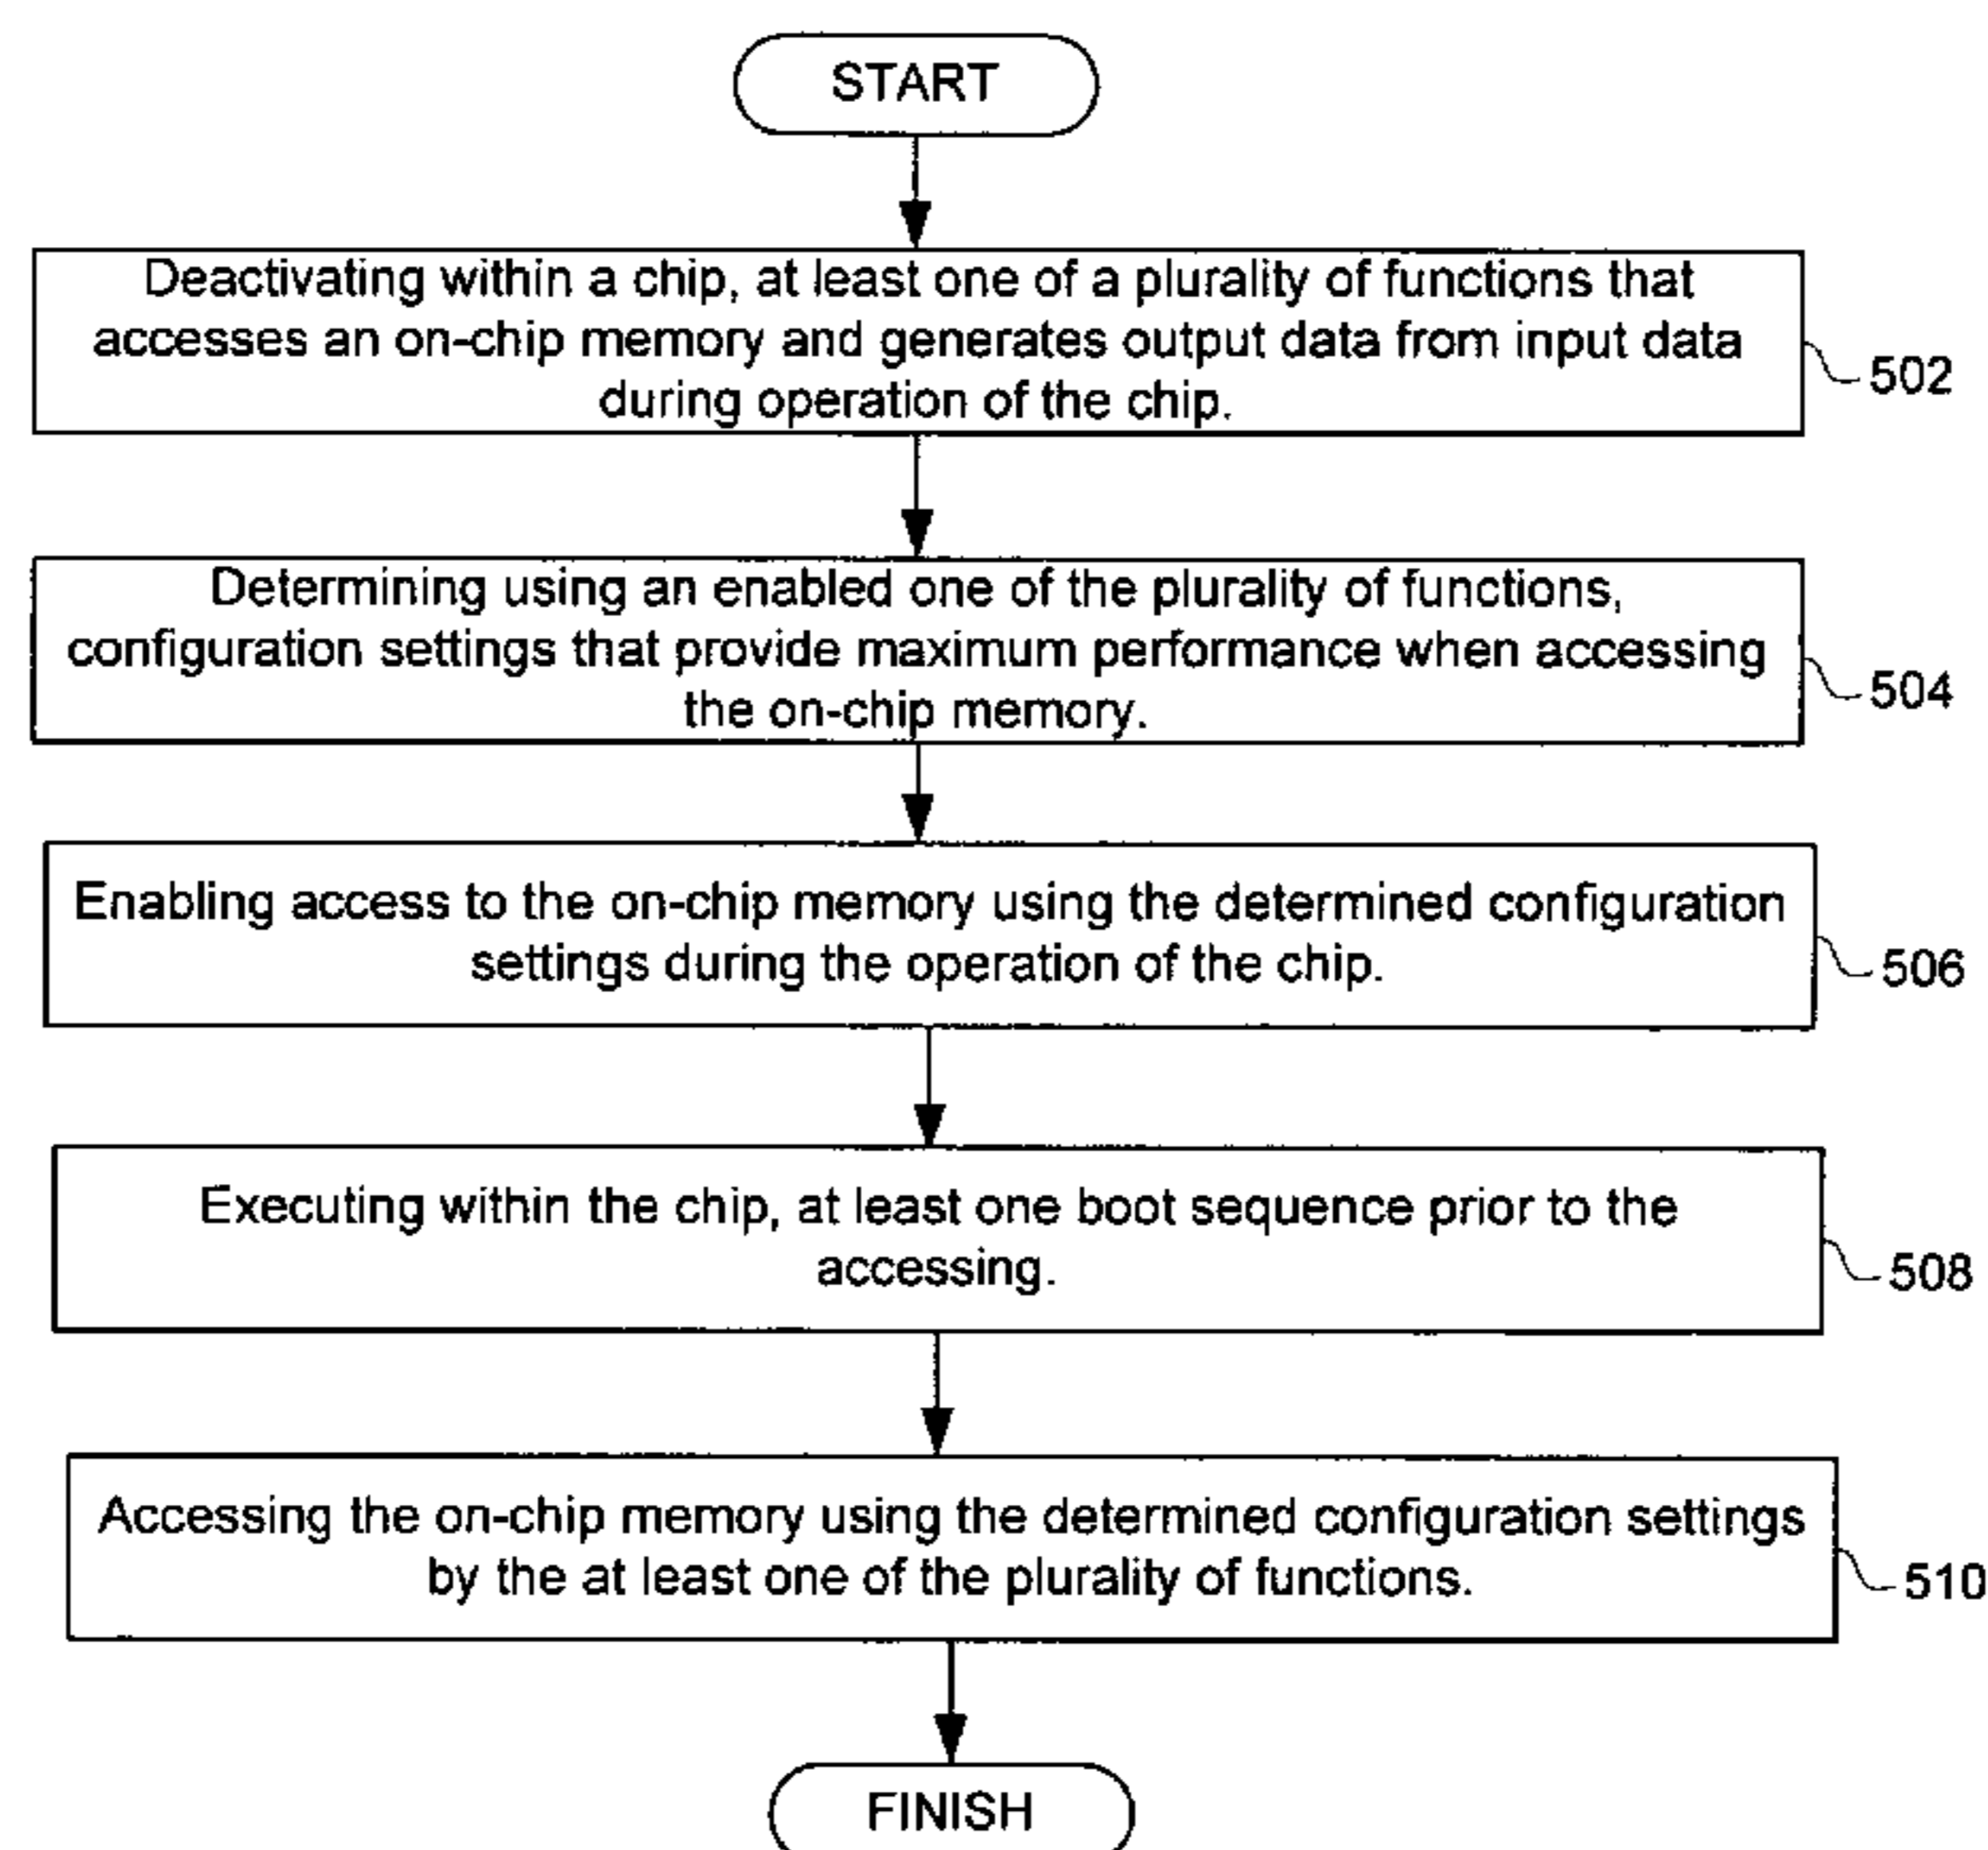 START
Deactivating within a chip, at least one of a plurality of functions that
accesses an on-chip memory and generates output data from input data
during operation of the chip.
502
Determining using an enabled one of the plurality of functions,
configuration settings that provide maximum performance when accessing
the on-chip memory.
504
Enabling access to the on-chip memory using the determined configuration
settings during the operation of the chip.
506
Executing within the chip, at least one boot sequence prior to the
accessing.
508
Accessing the on-chip memory using the determined configuration settings
by the at least one of the plurality of functions.
510
FINISH